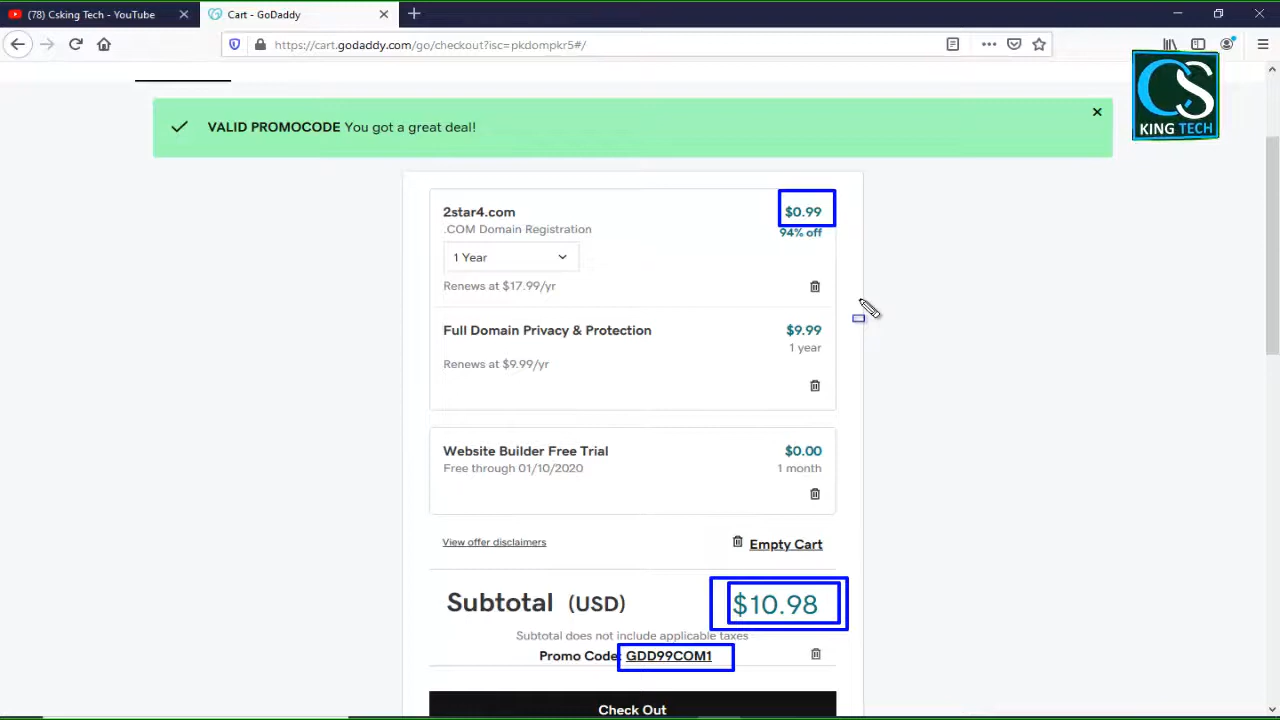 (78) Csking Tech - YouTube
Cart - GoDaddy
https://cart.godaddy.com/go/checkout?isc=pkdompkr5#/
CS
KING TECH
VALID PROMOCODE You got a great deal!
2star4.com $0.99
.COM Domain Registration 94% off
1 Year
Renews at $17.99/yr
Full Domain Privacy & Protection $9.99
1 year
Renews at $9.99/yr
Website Builder Free Trial $0.00
Free through 01/10/2020 1 month
View offer disclaimers Empty Cart
Subtotal (USD) $10.98
Subtotal does not include applicable taxes
Promo Code: GDD99COM1
Check Out